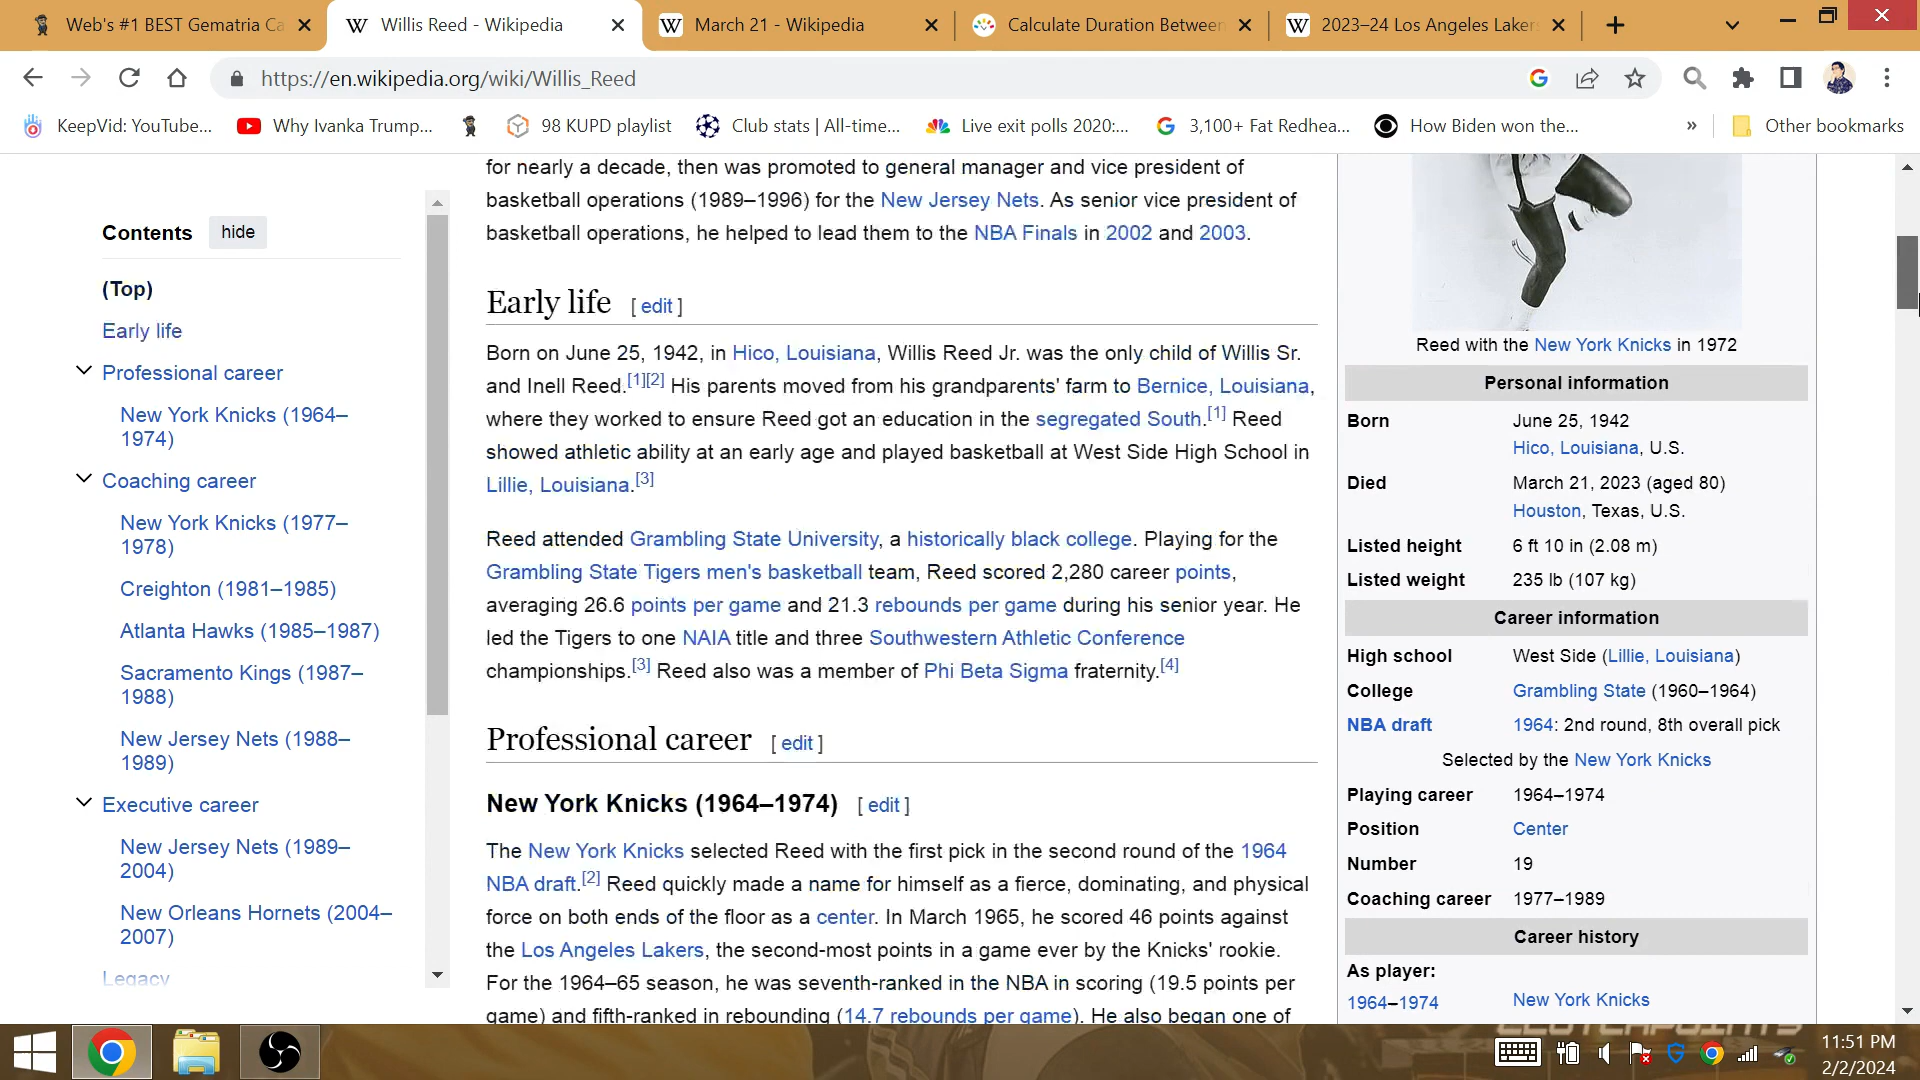 Web's #1 BEST Gematria Ca
Willis Reed - Wikipedia
March 21 - Wikipedia
Calculate Duration Between
2023–24 Los Angeles Lakers
https://en.wikipedia.org/wiki/Willis_Reed
KeepVid: YouTube...
Why Ivanka Trump...
98 KUPD playlist
Club stats | All-time...
Live exit polls 2020:...
3,100+ Fat Redhea...
How Biden won the...
»
Other bookmarks
Contents
hide
(Top)
Early life
Professional career
New York Knicks (1964–
1974)
Coaching career
New York Knicks (1977–
1978)
Creighton (1981–1985)
Atlanta Hawks (1985–1987)
Sacramento Kings (1987–
1988)
New Jersey Nets (1988–
1989)
Executive career
New Jersey Nets (1989–
2004)
New Orleans Hornets (2004–
2007)
Legacy
for nearly a decade, then was promoted to general manager and vice president of
basketball operations (1989–1996) for the New Jersey Nets. As senior vice president of
basketball operations, he helped to lead them to the NBA Finals in 2002 and 2003.
Early life [ edit ]
Born on June 25, 1942, in Hico, Louisiana, Willis Reed Jr. was the only child of Willis Sr.
and Inell Reed.[1][2] His parents moved from his grandparents' farm to Bernice, Louisiana,
where they worked to ensure Reed got an education in the segregated South.[1] Reed
showed athletic ability at an early age and played basketball at West Side High School in
Lillie, Louisiana.[3]
Reed attended Grambling State University, a historically black college. Playing for the
Grambling State Tigers men's basketball team, Reed scored 2,280 career points,
averaging 26.6 points per game and 21.3 rebounds per game during his senior year. He
led the Tigers to one NAIA title and three Southwestern Athletic Conference
championships.[3] Reed also was a member of Phi Beta Sigma fraternity.[4]
Professional career [ edit ]
New York Knicks (1964–1974) [ edit ]
The New York Knicks selected Reed with the first pick in the second round of the 1964
NBA draft.[2] Reed quickly made a name for himself as a fierce, dominating, and physical
force on both ends of the floor as a center. In March 1965, he scored 46 points against
the Los Angeles Lakers, the second-most points in a game ever by the Knicks' rookie.
For the 1964–65 season, he was seventh-ranked in the NBA in scoring (19.5 points per
game) and fifth-ranked in rebounding (14.7 rebounds per game). He also began one of
Reed with the New York Knicks in 1972
Personal information
Born June 25, 1942
Hico, Louisiana, U.S.
Died March 21, 2023 (aged 80)
Houston, Texas, U.S.
Listed height 6 ft 10 in (2.08 m)
Listed weight 235 lb (107 kg)
Career information
High school West Side (Lillie, Louisiana)
College Grambling State (1960–1964)
NBA draft 1964: 2nd round, 8th overall pick
Selected by the New York Knicks
Playing career 1964–1974
Position Center
Number 19
Coaching career 1977–1989
Career history
As player:
1964–1974 New York Knicks
CLUTCHPOINTS
11:51 PM
2/2/2024